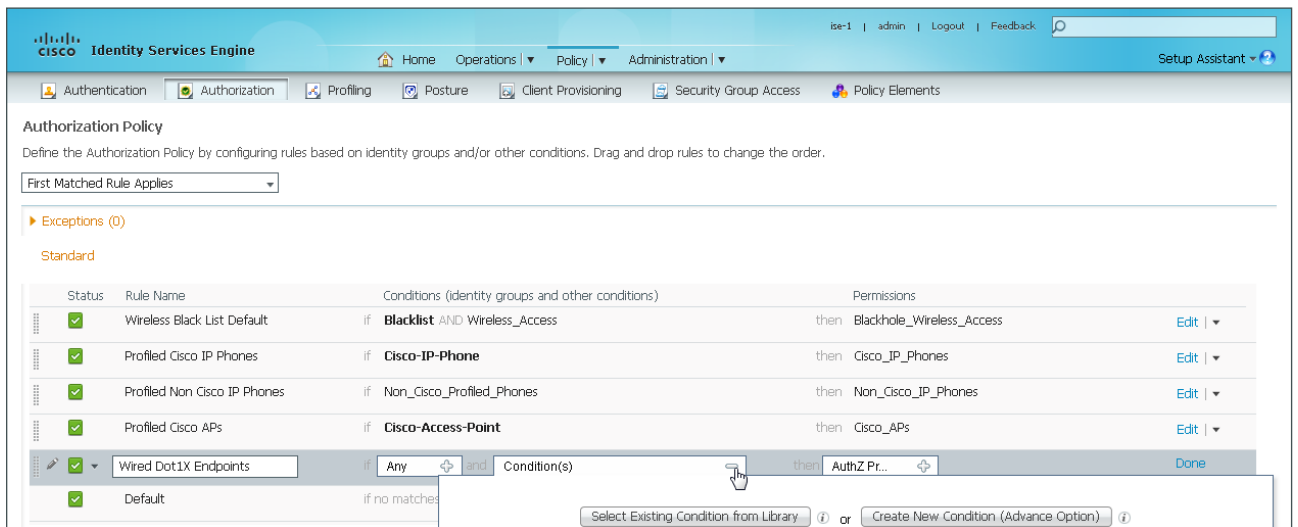 ise-1 | admin | Logout | Feedback
cisco Identity Services Engine
Home Operations | Policy | Administration | Setup Assistant
Authentication Authorization Profiling Posture Client Provisioning Security Group Access Policy Elements
Authorization Policy
Define the Authorization Policy by configuring rules based on identity groups and/or other conditions. Drag and drop rules to change the order.
First Matched Rule Applies
Exceptions (0)
Standard
Status Rule Name Conditions (identity groups and other conditions) Permissions
Wireless Black List Default if Blacklist AND Wireless_Access then Blackhole_Wireless_Access Edit |
Profiled Cisco IP Phones if Cisco-IP-Phone then Cisco_IP_Phones Edit |
Profiled Non Cisco IP Phones if Non_Cisco_Profiled_Phones then Non_Cisco_IP_Phones Edit |
Profiled Cisco APs if Cisco-Access-Point then Cisco_APs Edit |
Wired Dot1X Endpoints if Any and Condition(s) then AuthZ Pr... Done
Default if no matches
Select Existing Condition from Library i or Create New Condition (Advance Option) i